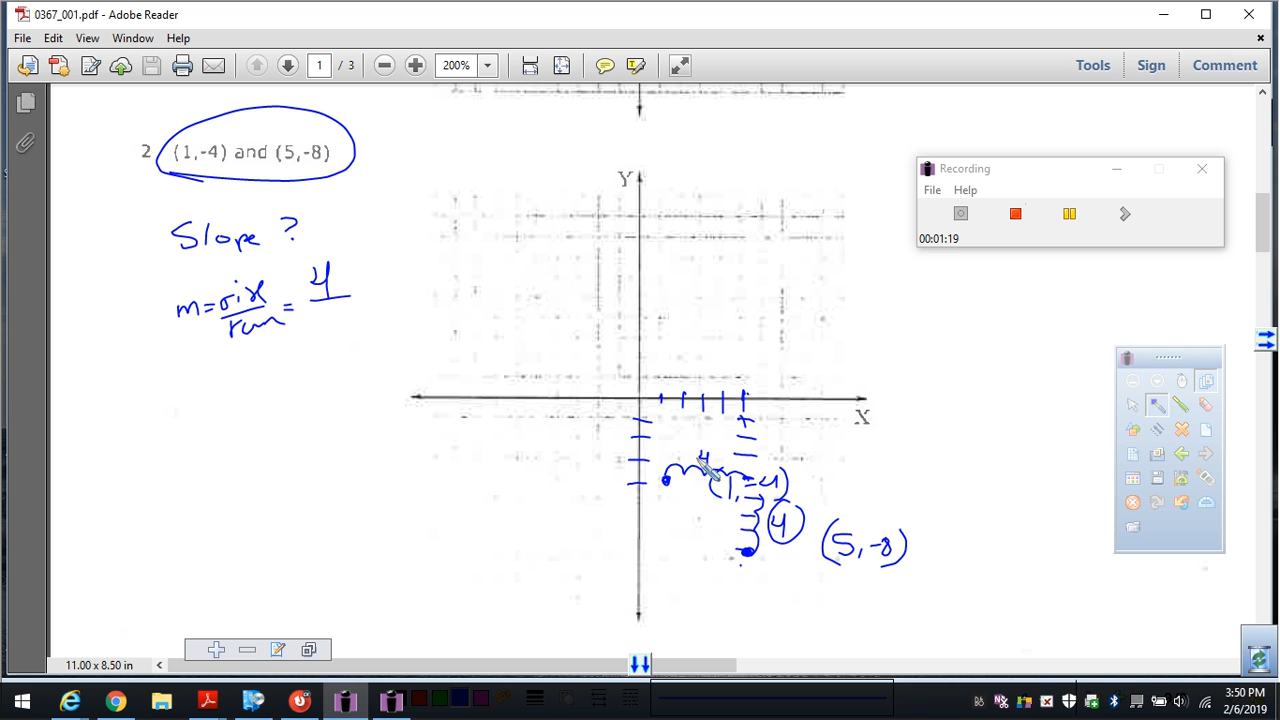 0367_001.pdf - Adobe Reader
File Edit View Window Help
1 / 3 200% Tools Sign Comment
2 (1,-4) and (5,-8)
Y
Slope ?
m = rise = 4
run
X
4
(1, -4)
4
(5, -8)
Recording
File Help
00:01:19
11.00 x 8.50 in
3:50 PM
2/6/2019